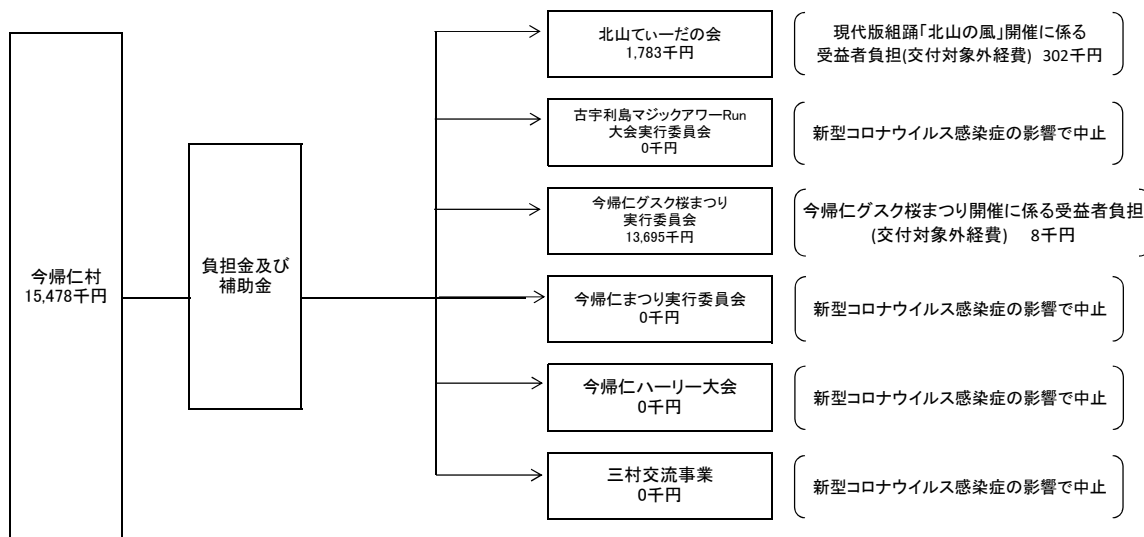 今帰仁村
15,478千円
負担金及び
補助金
北山てぃーだの会
1,783千円
現代版組踊「北山の風」開催に係る
受益者負担(交付対象外経費) 302千円
古宇利島マジックアワーRun
大会実行委員会
0千円
新型コロナウイルス感染症の影響で中止
今帰仁グスク桜まつり
実行委員会
13,695千円
今帰仁グスク桜まつり開催に係る受益者負担
(交付対象外経費) 8千円
今帰仁まつり実行委員会
0千円
新型コロナウイルス感染症の影響で中止
今帰仁ハーリー大会
0千円
新型コロナウイルス感染症の影響で中止
三村交流事業
0千円
新型コロナウイルス感染症の影響で中止